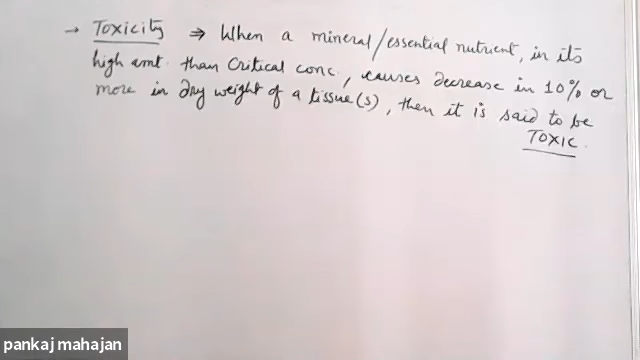 → Toxicity ⇒ When a mineral/essential nutrient, in its
high amt. than critical conc., causes decrease in 10% or
more in dry weight of a tissue(s), then it is said to be
TOXIC.
pankaj mahajan